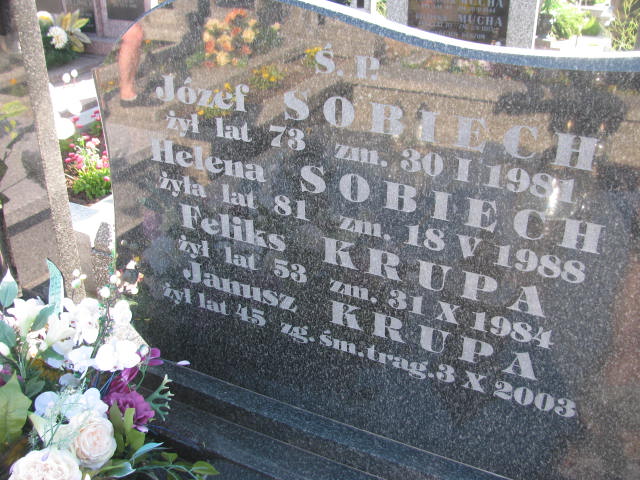 MUCHA
Ś. P.
Józef SOBIECH
żył lat 73 zm. 30 I 1981
Helena SOBIECH
żyła lat 81 zm. 18 V 1988
Feliks KRUPA
żył lat 53 zm. 31 X 1984
Janusz KRUPA
żył lat 45 zg. śm. trag. 3 X 2003